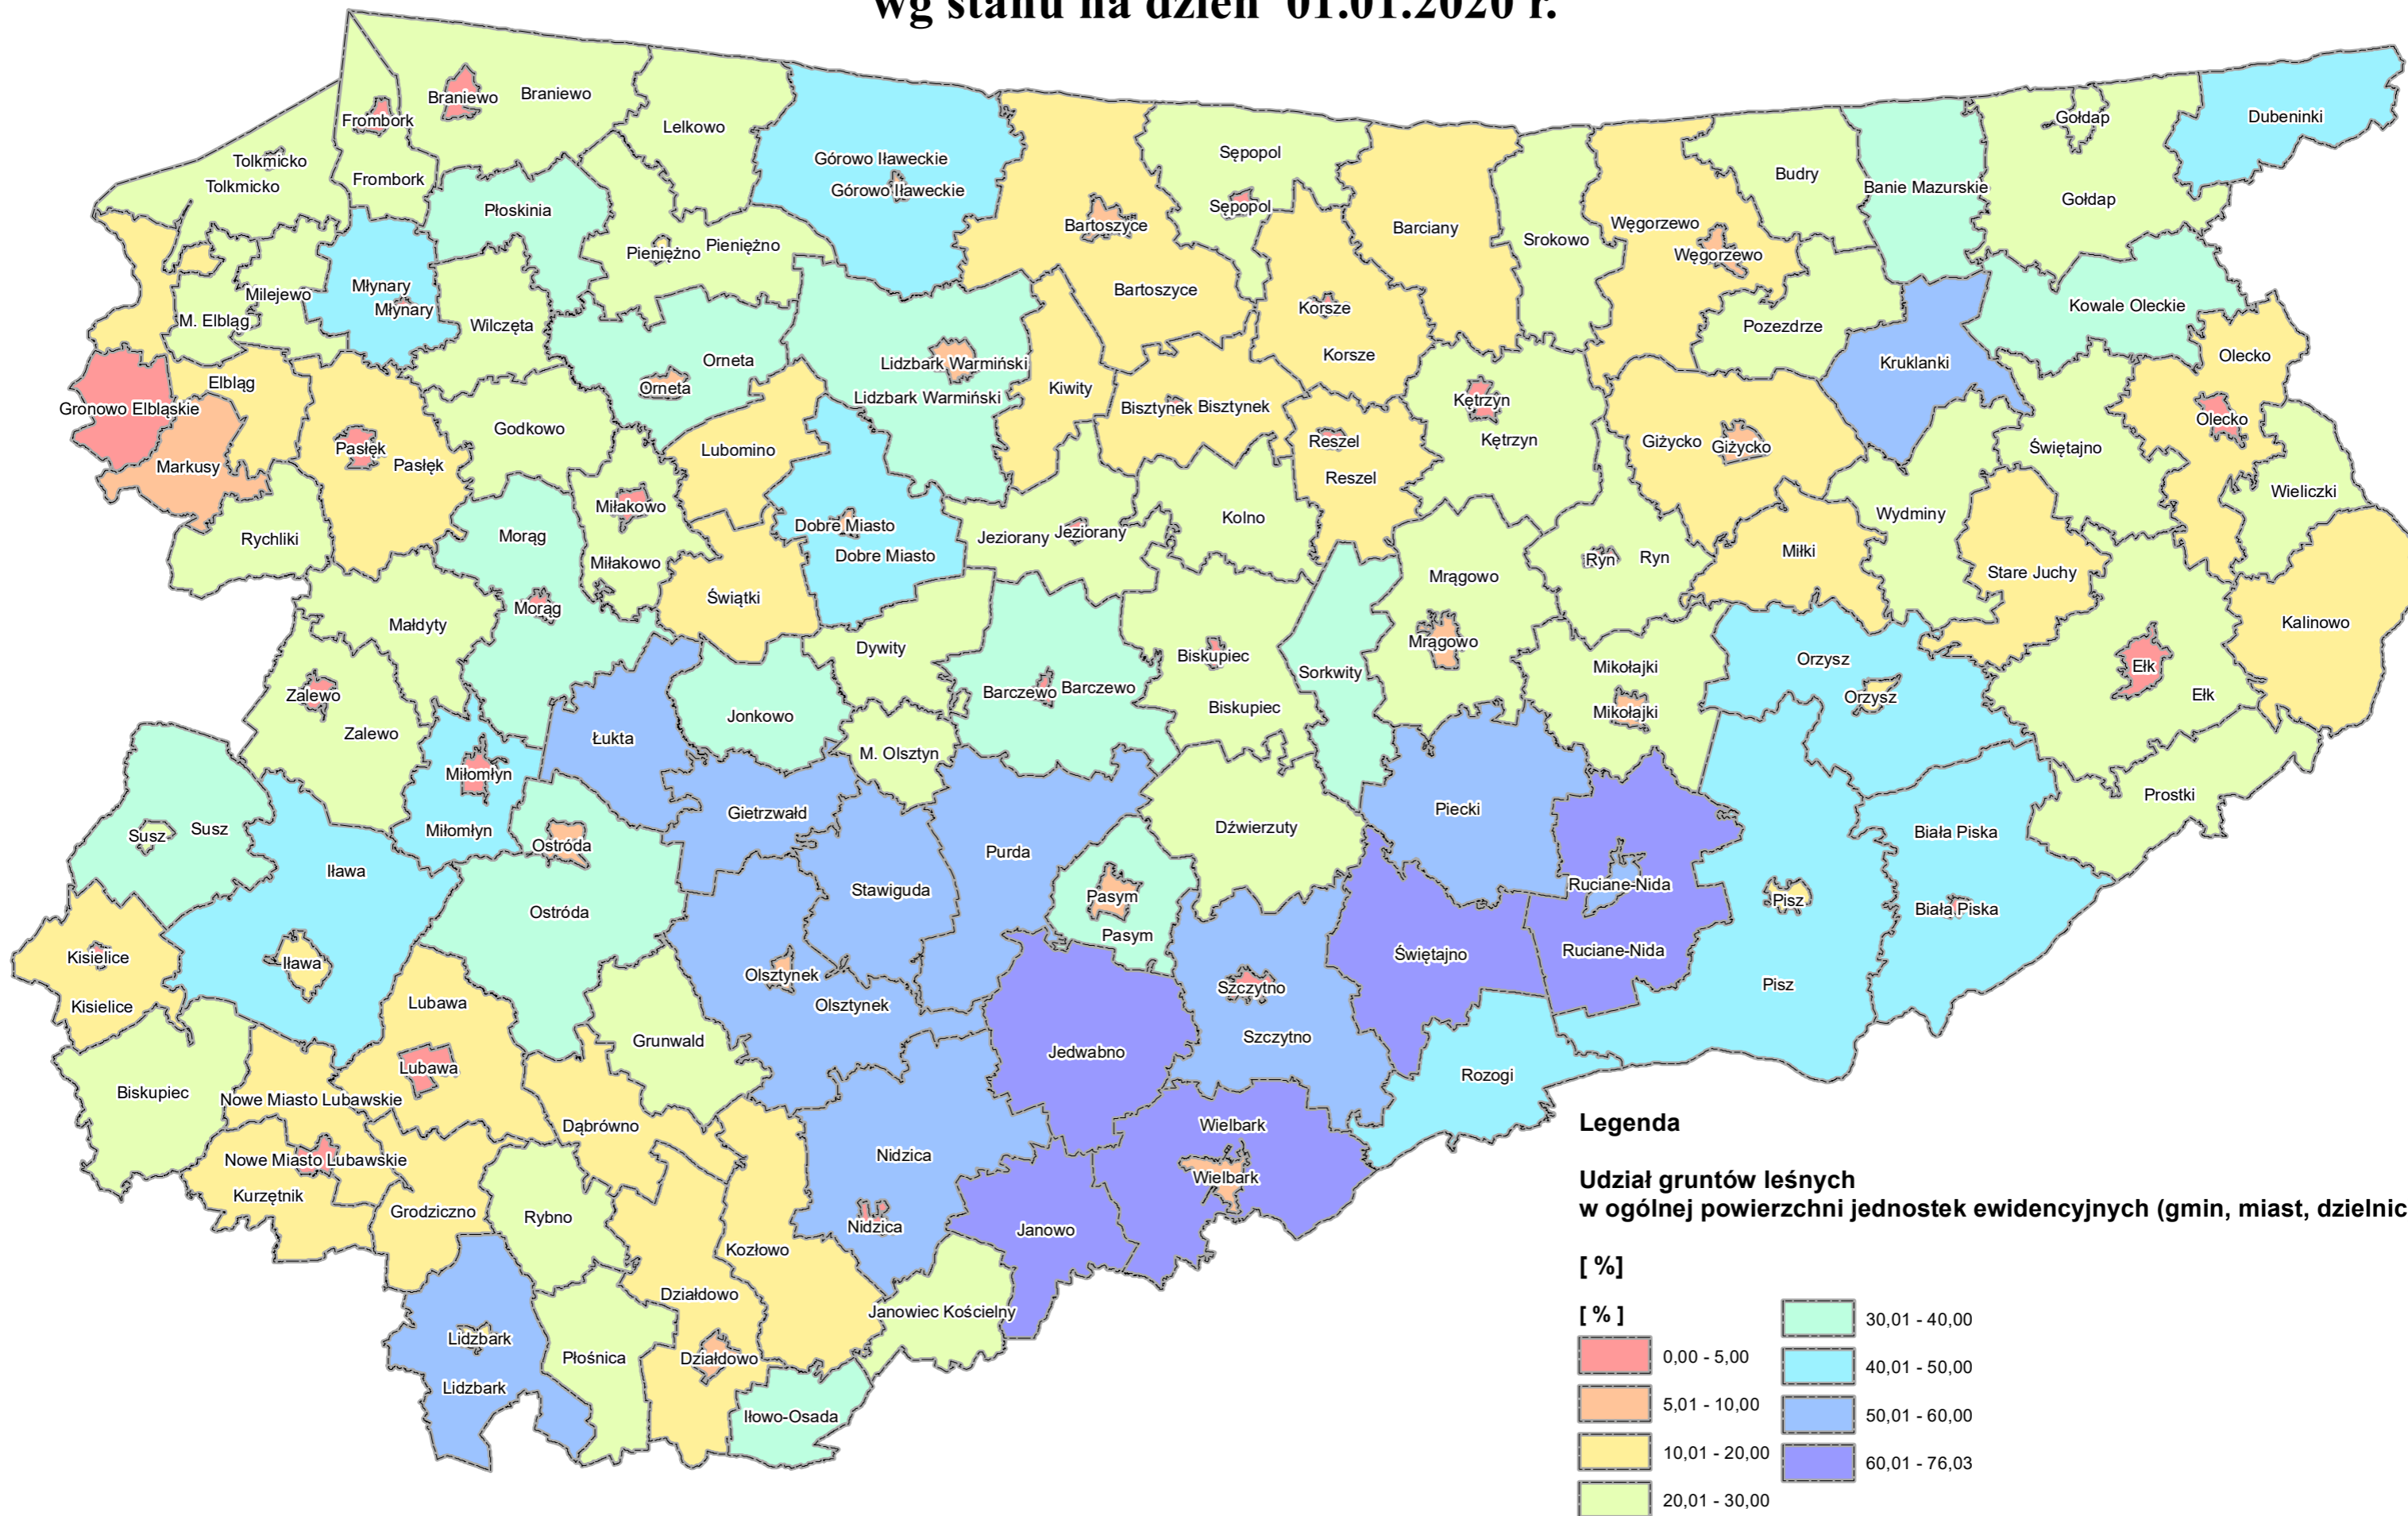 wg stanu na dzień 01.01.2020 r.
Braniewo
Braniewo
Frombork
Lelkowo
Gołdap
Dubeninki
Tolkmicko
Tolkmicko
Frombork
Górowo Iławeckie
Górowo Iławeckie
Sępopol
Sępopol
Budry
Banie Mazurskie
Gołdap
Płoskinia
Bartoszyce
Barciany
Srokowo
Węgorzewo
Węgorzewo
Pieniężno
Pieniężno
Młynary
Młynary
Milejewo
M. Elbląg
Wilczęta
Bartoszyce
Korsze
Korsze
Pozezdrze
Kowale Oleckie
Orneta
Orneta
Lidzbark Warmiński
Lidzbark Warmiński
Kruklanki
Olecko
Olecko
Elbląg
Gronowo Elbląskie
Kiwity
Bisztynek
Bisztynek
Kętrzyn
Kętrzyn
Godkowo
Lubomino
Reszel
Reszel
Giżycko
Giżycko
Świętajno
Pasłęk
Pasłęk
Markusy
Wieliczki
Miłakowo
Miłakowo
Rychliki
Morąg
Morąg
Dobre Miasto
Dobre Miasto
Jeziorany
Jeziorany
Kolno
Wydminy
Miłki
Ryn
Ryn
Stare Juchy
Mrągowo
Mrągowo
Świątki
Małdyty
Kalinowo
Dywity
Biskupiec
Biskupiec
Sorkwity
Mikołajki
Mikołajki
Orzysz
Orzysz
Ełk
Ełk
Zalewo
Zalewo
Barczewo
Barczewo
Jonkowo
Łukta
M. Olsztyn
Miłomłyn
Miłomłyn
Prostki
Gietrzwałd
Piecki
Susz
Susz
Ostróda
Ostróda
Dźwierzuty
Biała Piska
Biała Piska
Purda
Iława
Iława
Stawiguda
Pasym
Pasym
Ruciane-Nida
Ruciane-Nida
Pisz
Pisz
Kisielice
Kisielice
Olsztynek
Olsztynek
Świętajno
Szczytno
Szczytno
Lubawa
Lubawa
Grunwald
Jedwabno
Rozogi
Biskupiec
Nowe Miasto Lubawskie
Nowe Miasto Lubawskie
Dąbrówno
Wielbark
Wielbark
Nidzica
Nidzica
Kurzętnik
Grodziczno
Rybno
Janowo
Kozłowo
Działdowo
Działdowo
Janowiec Kościelny
Lidzbark
Lidzbark
Płośnica
Iłowo-Osada
Legenda
Udział gruntów leśnych
w ogólnej powierzchni jednostek ewidencyjnych (gmin, miast, dzielnic
[ %]
[ % ]
0,00 - 5,00
5,01 - 10,00
10,01 - 20,00
20,01 - 30,00
30,01 - 40,00
40,01 - 50,00
50,01 - 60,00
60,01 - 76,03